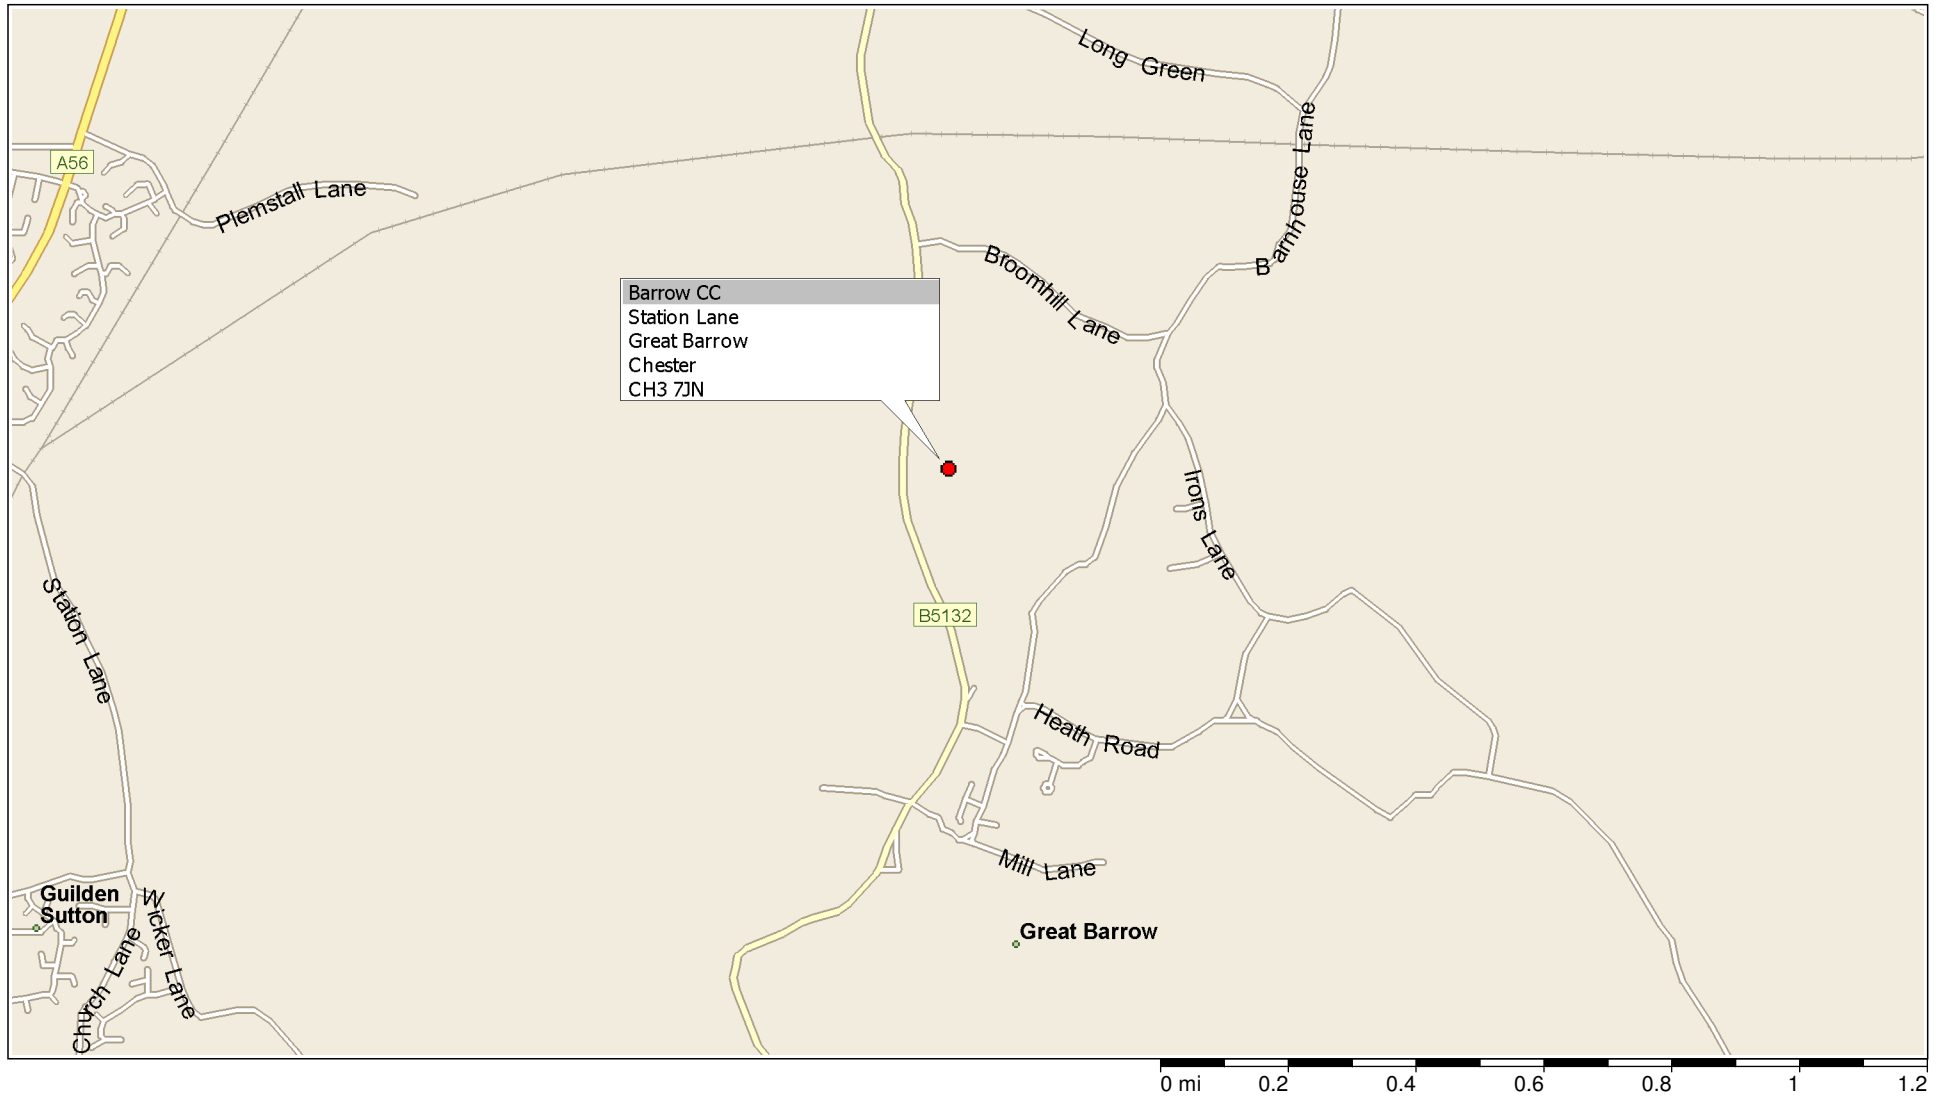 Long Green
A56
Plemstall Lane
Barnhouse Lane
Broomhill Lane
Barrow CC
Station Lane
Great Barrow
Chester
CH3 7JN
Irons Lane
Station Lane
B5132
Heath Road
Mill Lane
Guilden
Sutton
Wicker Lane
Church Lane
Great Barrow
0 mi 0.2 0.4 0.6 0.8 1 1.2